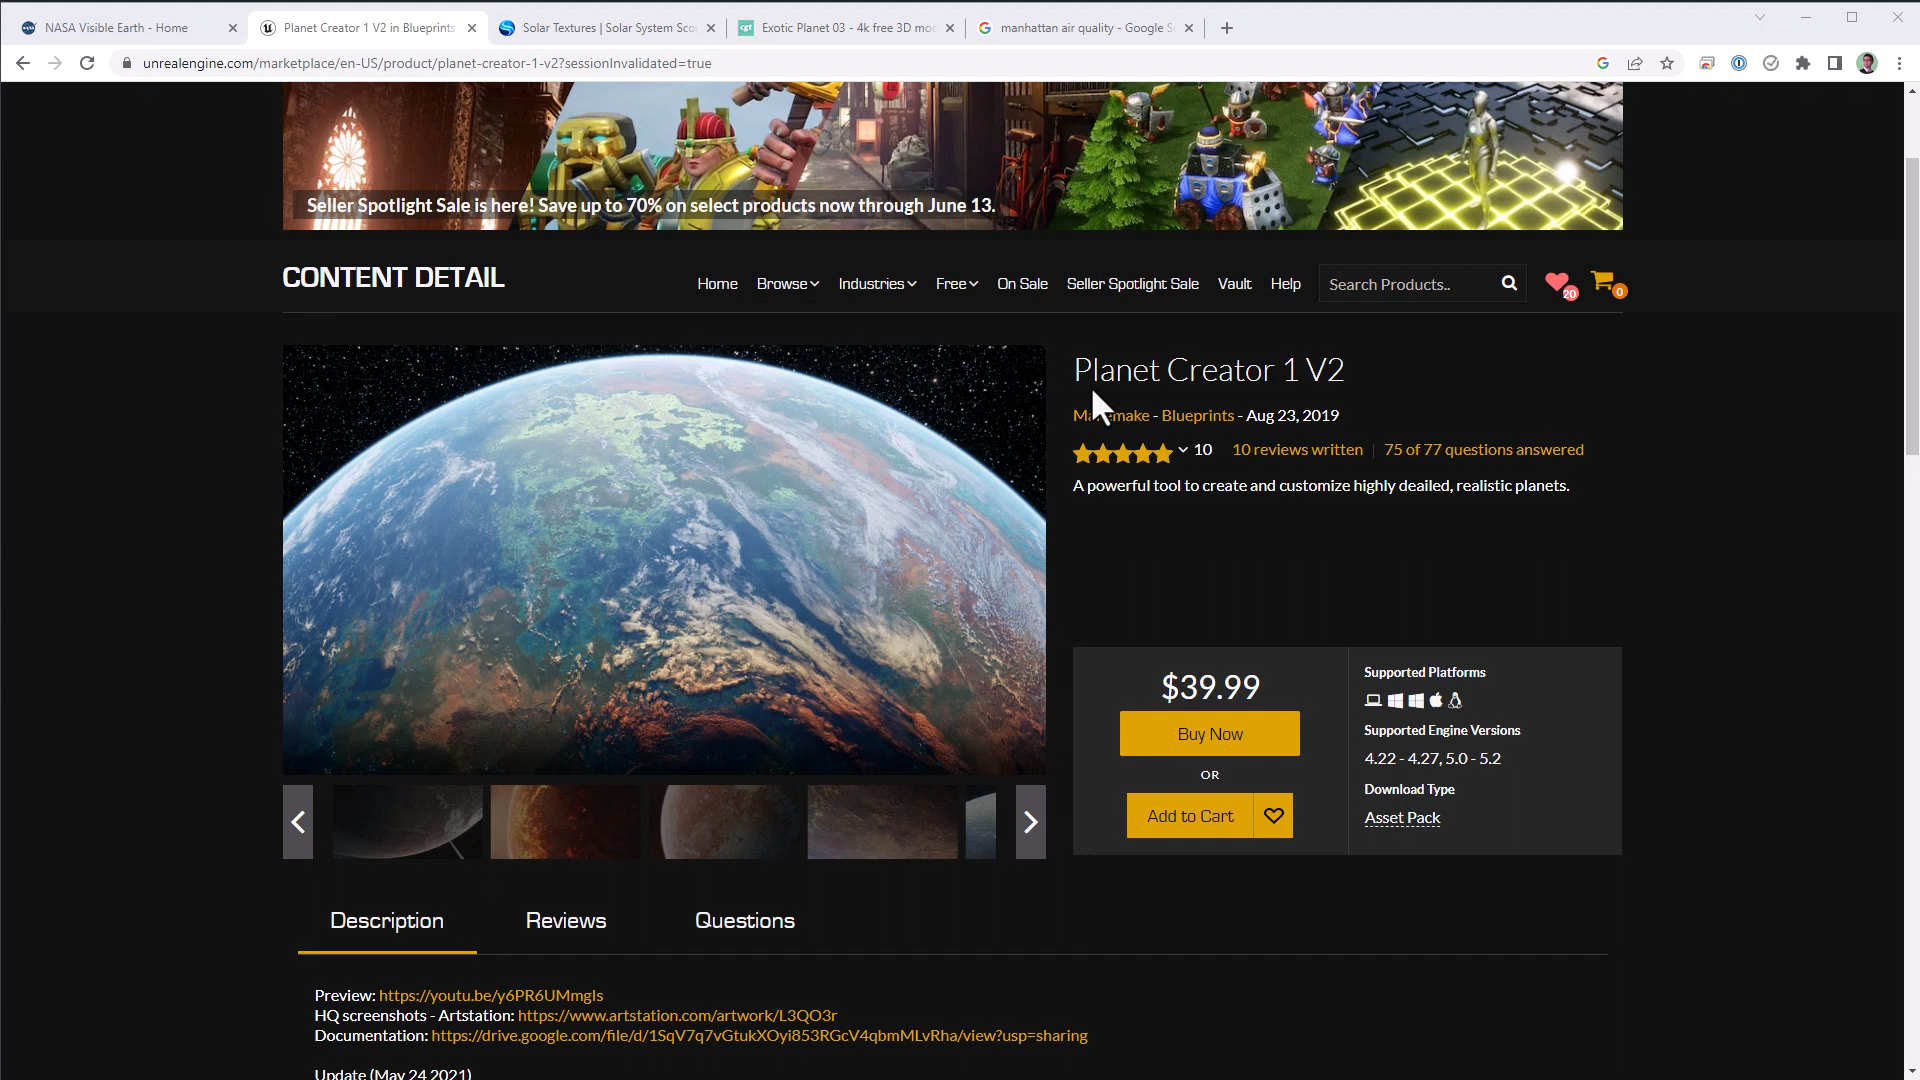 NASA Visible Earth - Home
Planet Creator 1 V2 in Blueprints
Solar Textures | Solar System Sco
Exotic Planet 03 - 4k free 3D mod
manhattan air quality - Google S
unrealengine.com/marketplace/en-US/product/planet-creator-1-v2?sessionInvalidated=true
Seller Spotlight Sale is here! Save up to 70% on select products now through June 13.
CONTENT DETAIL
Home
Browse
Industries
Free
On Sale
Seller Spotlight Sale
Vault
Help
Search Products..
20
0
Planet Creator 1 V2
- Blueprints - Aug 23, 2019
10
10 reviews written
75 of 77 questions answered
A powerful tool to create and customize highly deailed, realistic planets.
$39.99
Buy Now
OR
Add to Cart
Supported Platforms
Supported Engine Versions
4.22 - 4.27, 5.0 - 5.2
Download Type
Asset Pack
Description
Reviews
Questions
Preview: https://youtu.be/y6PR6UMmgIs
HQ screenshots - Artstation: https://www.artstation.com/artwork/L3QO3r
Documentation: https://drive.google.com/file/d/1SqV7q7vGtukXOyi853RGcV4qbmMLvRha/view?usp=sharing
Update (May 24 2021)